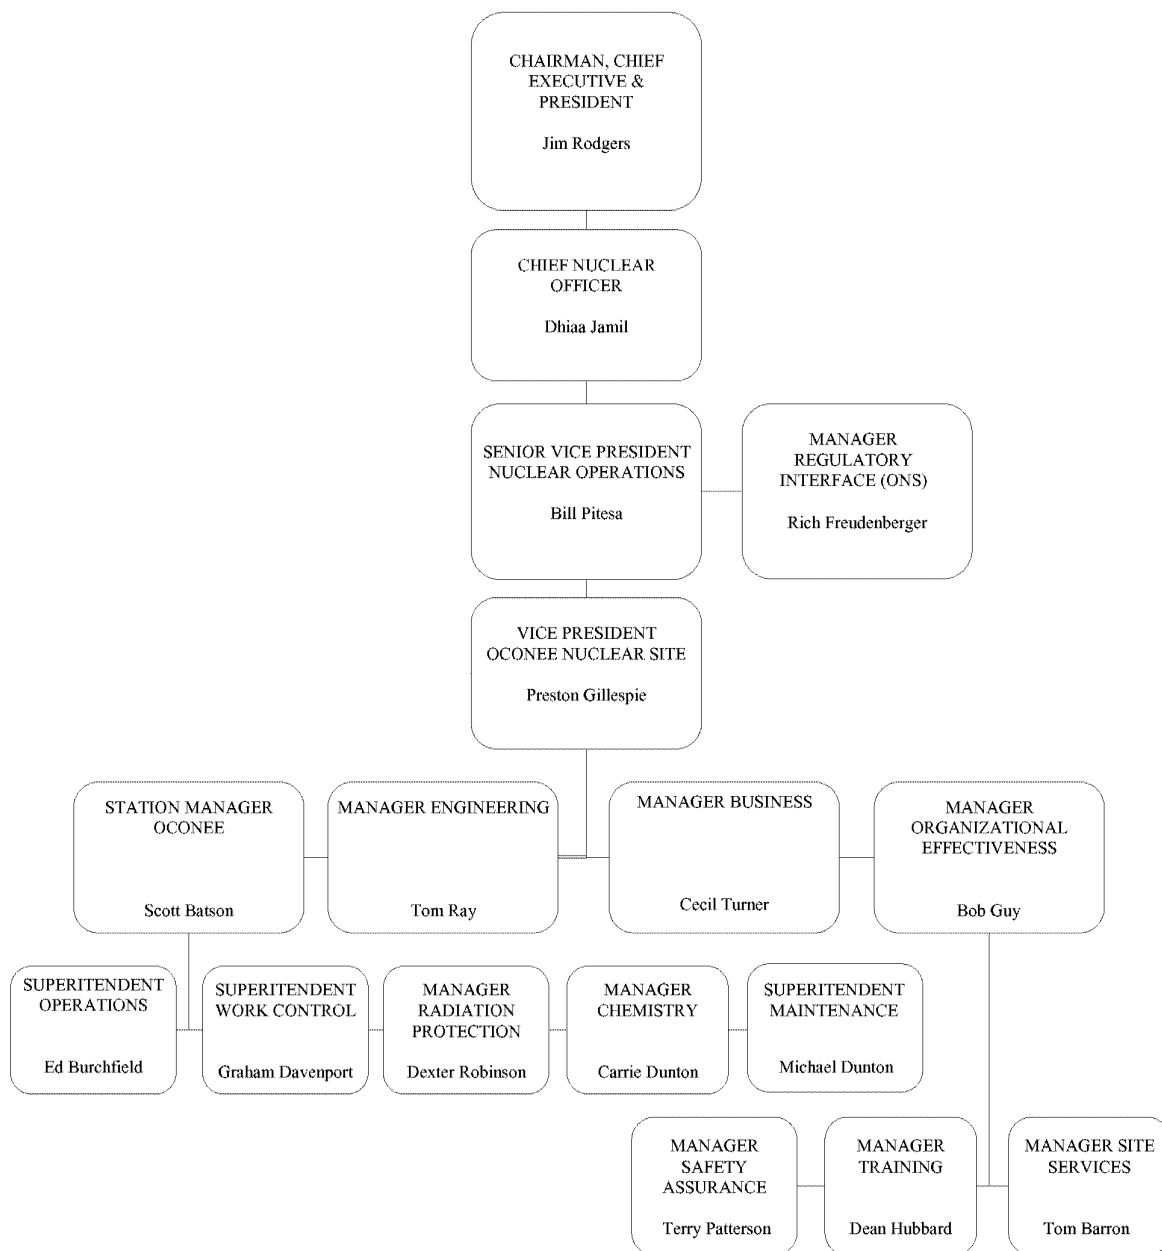 CHAIRMAN, CHIEF
EXECUTIVE &
PRESIDENT
Jim Rodgers
CHIEF NUCLEAR
OFFICER
Dhiaa Jamil
SENIOR VICE PRESIDENT
NUCLEAR OPERATIONS
Bill Pitesa
MANAGER
REGULATORY
INTERFACE (ONS)
Rich Freudenberger
VICE PRESIDENT
OCONEE NUCLEAR SITE
Preston Gillespie
STATION MANAGER
OCONEE
Scott Batson
MANAGER ENGINEERING
Tom Ray
MANAGER BUSINESS
Cecil Turner
MANAGER
ORGANIZATIONAL
EFFECTIVENESS
Bob Guy
SUPERITENDENT
OPERATIONS
Ed Burchfield
SUPERITENDENT
WORK CONTROL
Graham Davenport
MANAGER
RADIATION
PROTECTION
Dexter Robinson
MANAGER
CHEMISTRY
Carrie Dunton
SUPERITENDENT
MAINTENANCE
Michael Dunton
MANAGER
SAFETY
ASSURANCE
Terry Patterson
MANAGER
TRAINING
Dean Hubbard
MANAGER SITE
SERVICES
Tom Barron